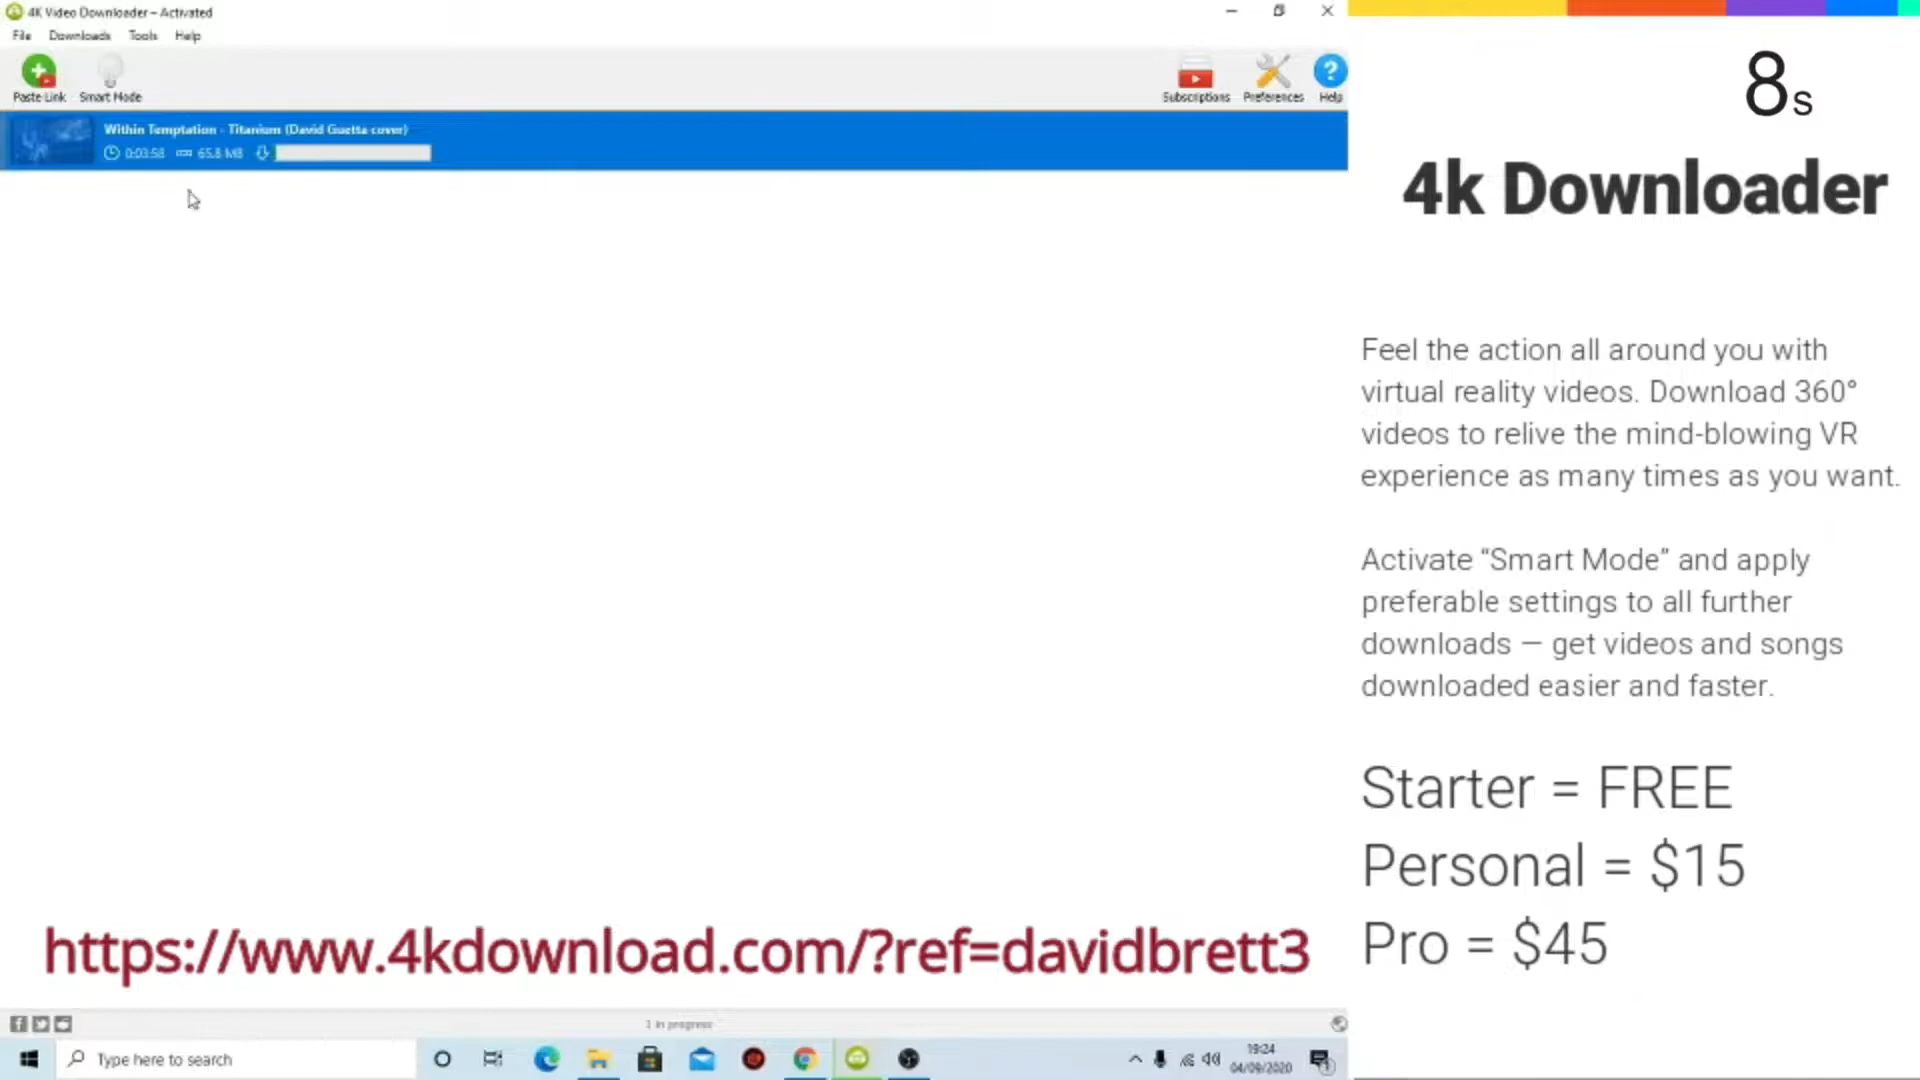 4K Video Downloader – Activated
File Downloads Tools Help
Paste Link Smart Mode
Subscriptions Preferences Help
Within Temptation - Titanium (David Guetta cover)
0:03:58 65.8 MB
https://www.4kdownload.com/?ref=davidbrett3
1 in progress
Type here to search
19:24
04/09/2020
8s
4k Downloader
Feel the action all around you with
virtual reality videos. Download 360°
videos to relive the mind-blowing VR
experience as many times as you want.
Activate “Smart Mode” and apply
preferable settings to all further
downloads — get videos and songs
downloaded easier and faster.
Starter = FREE
Personal = $15
Pro = $45